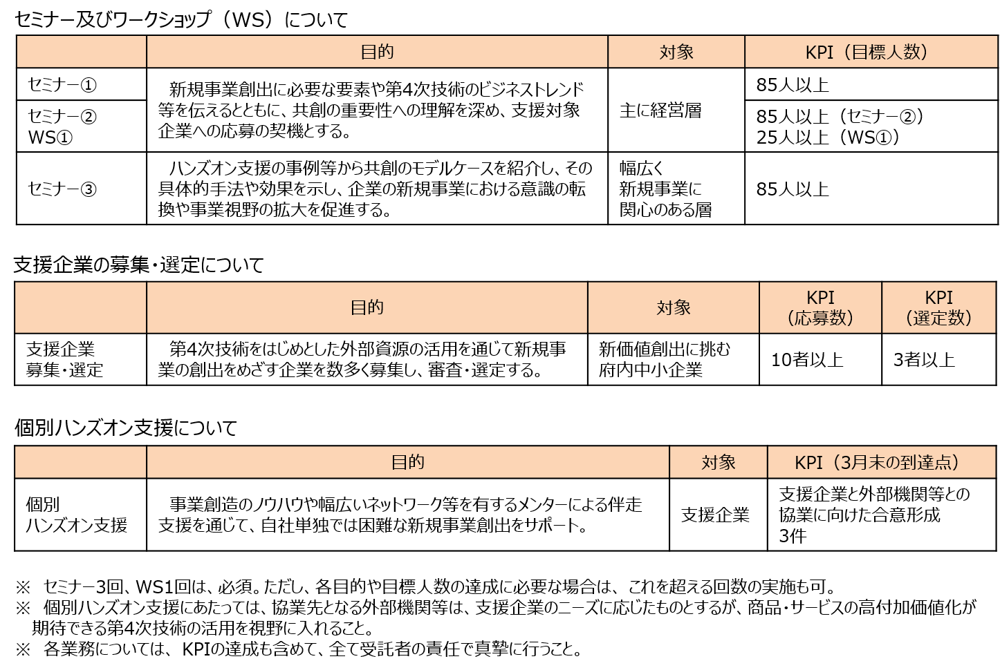 セミナー及びワークショップ（WS）について
目的
対象
KPI（目標人数）
セミナー①
新規事業創出に必要な要素や第4次技術のビジネストレンド
等を伝えるとともに、共創の重要性への理解を深め、支援対象
企業への応募の契機とする。
主に経営層
85人以上
セミナー②
WS①
85人以上（セミナー②）
25人以上（WS①）
セミナー③
ハンズオン支援の事例等から共創のモデルケースを紹介し、その
具体的手法や効果を示し、企業の新規事業における意識の転
換や事業視野の拡大を促進する。
幅広く
新規事業に
関心のある層
85人以上
支援企業の募集・選定について
目的
対象
KPI
（応募数）
KPI
（選定数）
支援企業
募集・選定
第4次技術をはじめとした外部資源の活用を通じて新規事
業の創出をめざす企業を数多く募集し、審査・選定する。
新価値創出に挑む
府内中小企業
10者以上
3者以上
個別ハンズオン支援について
目的
対象
KPI（3月末の到達点）
個別
ハンズオン支援
事業創造のノウハウや幅広いネットワーク等を有するメンターによる伴走
支援を通じて、自社単独では困難な新規事業創出をサポート。
支援企業
支援企業と外部機関等との
協業に向けた合意形成
3件
※　セミナー3回、WS1回は、必須。ただし、各目的や目標人数の達成に必要な場合は、これを超える回数の実施も可。
※　個別ハンズオン支援にあたっては、協業先となる外部機関等は、支援企業のニーズに応じたものとするが、商品・サービスの高付加価値化が
期待できる第4次技術の活用を視野に入れること。
※　各業務については、KPIの達成も含めて、全て受託者の責任で真摯に行うこと。